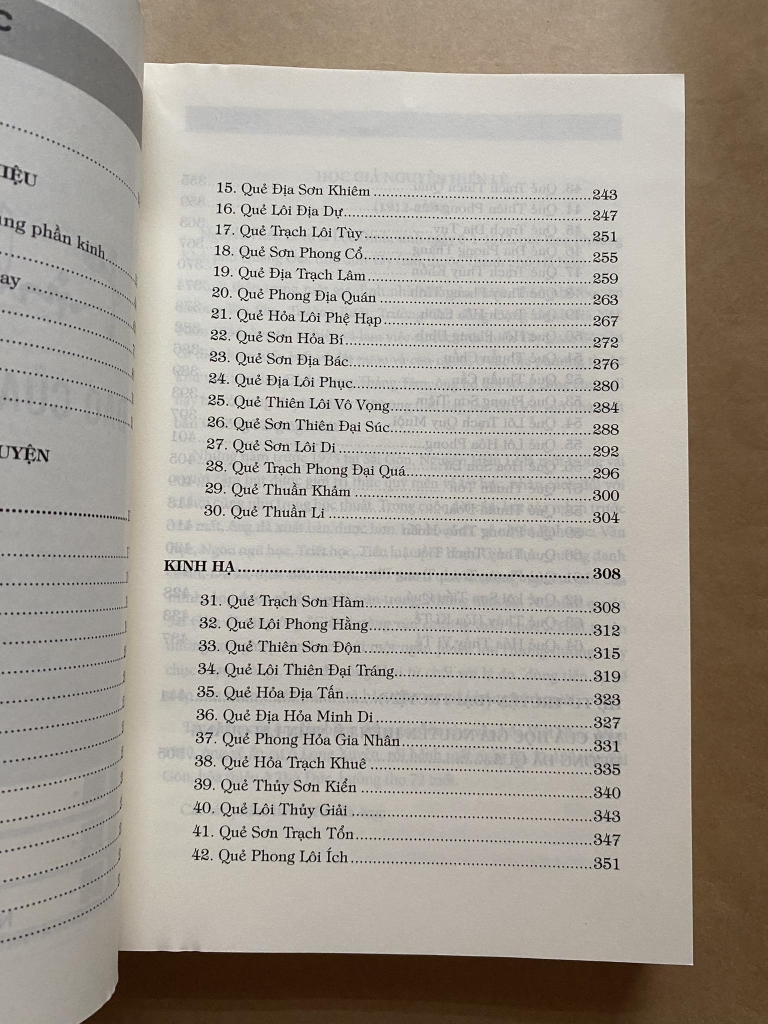 C
IỆU
ng phần kinh
ay
UYỆN
15. Quẻ Địa Sơn Khiêm 243
16. Quẻ Lôi Địa Dự 247
17. Quẻ Trạch Lôi Tùy 251
18. Quẻ Sơn Phong Cổ 255
19. Quẻ Địa Trạch Lâm 259
20. Quẻ Phong Địa Quán 263
21. Quẻ Hỏa Lôi Phệ Hạp 267
22. Quẻ Sơn Hỏa Bí 272
23. Quẻ Sơn Địa Bác 276
24. Quẻ Địa Lôi Phục 280
25. Quẻ Thiên Lôi Vô Vọng 284
26. Quẻ Sơn Thiên Đại Súc 288
27. Quẻ Sơn Lôi Di 292
28. Quẻ Trạch Phong Đại Quá 296
29. Quẻ Thuần Khảm 300
30. Quẻ Thuần Li 304
KINH HẠ 308
31. Quẻ Trạch Sơn Hàm 308
32. Quẻ Lôi Phong Hằng 312
33. Quẻ Thiên Sơn Độn 315
34. Quẻ Lôi Thiên Đại Tráng 319
35. Quẻ Hỏa Địa Tấn 323
36. Quẻ Địa Hỏa Minh Di 327
37. Quẻ Phong Hỏa Gia Nhân 331
38. Quẻ Hỏa Trạch Khuê 335
39. Quẻ Thủy Sơn Kiển 340
40. Quẻ Lôi Thủy Giải 343
41. Quẻ Sơn Trạch Tổn 347
42. Quẻ Phong Lôi Ích 351